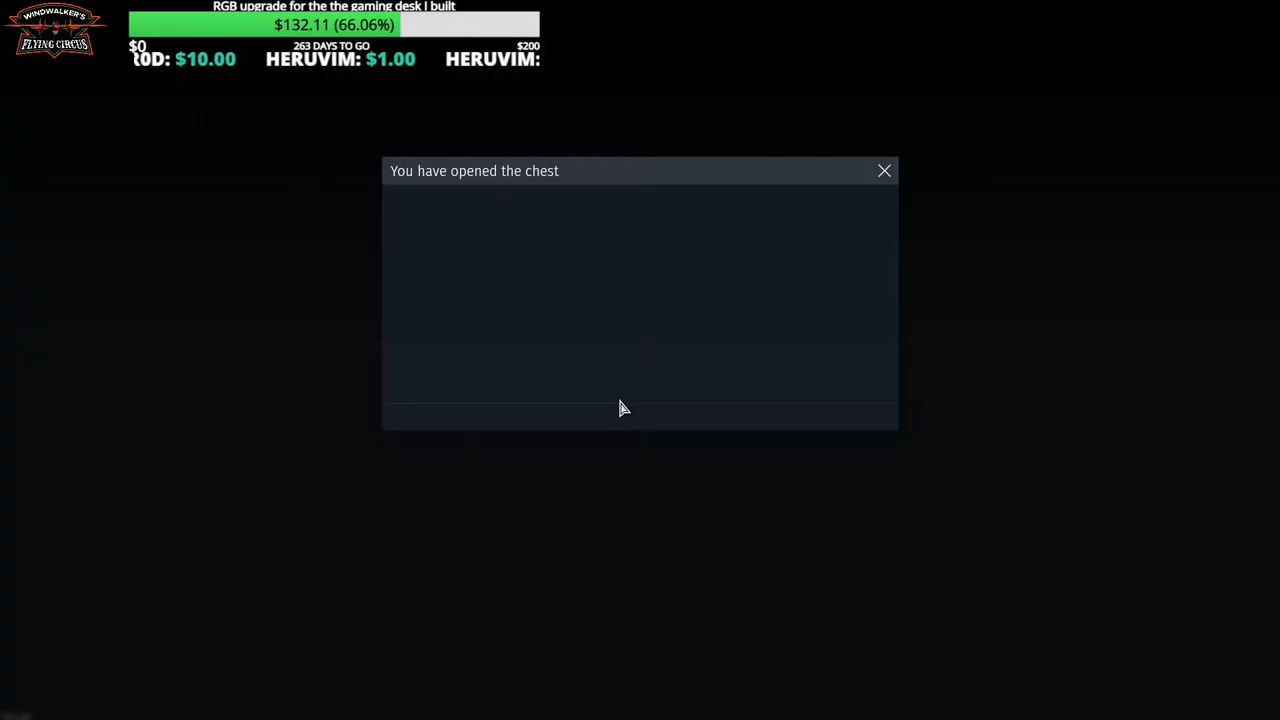 WINDWALKER'S
FLYING CIRCUS
RGB upgrade for the the gaming desk I built
$132.11 (66.06%)
$0
263 DAYS TO GO
$200
R0D: $10.00 HERUVIM: $1.00 HERUVIM:
You have opened the chest